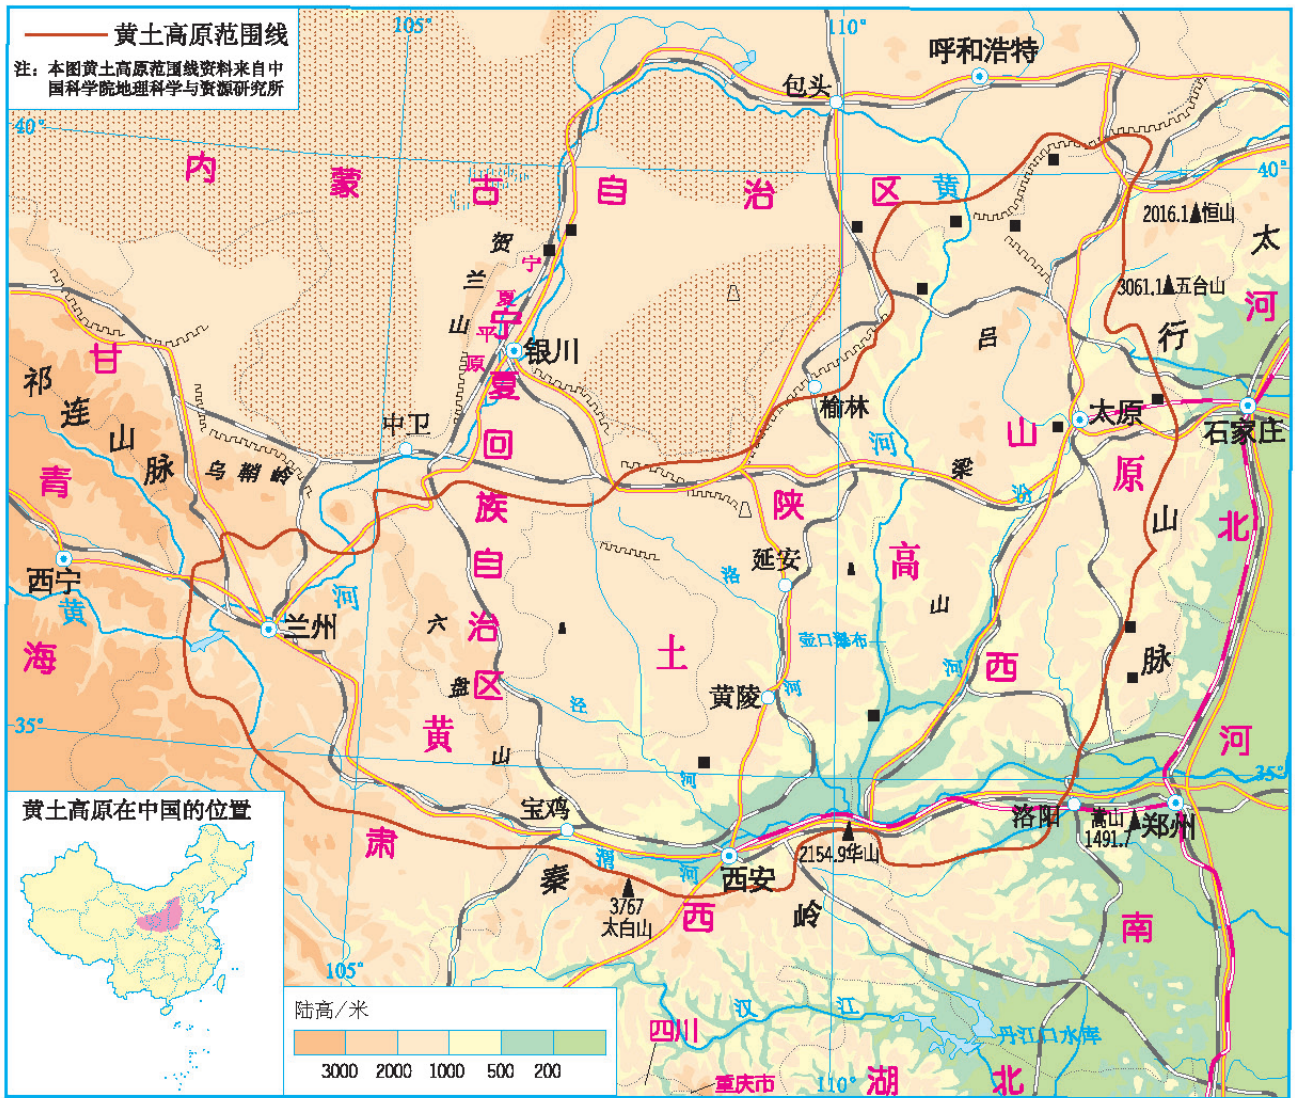 黄土高原范围线
注：本图黄土高原范围线资料来自中
国科学院地理科学与资源研究所
105°
110°
呼和浩特
包头
40°
40°
内蒙古自治区
黄
河
2016.1 恒山
3061.1 五台山
太行山脉
河北
贺兰山
宁夏平原
宁夏回族自治区
银川
吕梁山
甘肃
祁连山脉
中卫
榆林
太原
石家庄
山西
乌鞘岭
青海
陕西
黄土高原
汾河
西宁
黄
河
兰州
延安
洛河
六盘山
壶口瀑布
泾河
黄陵
35°
35°
河南
宝鸡
渭河
西安
2154.9华山
洛阳
嵩山
1491.7
郑州
秦岭
3767
太白山
黄土高原在中国的位置
105°
陆高/米
3000 2000 1000 500 200
汉江
四川
丹江口水库
重庆市
110°
湖北